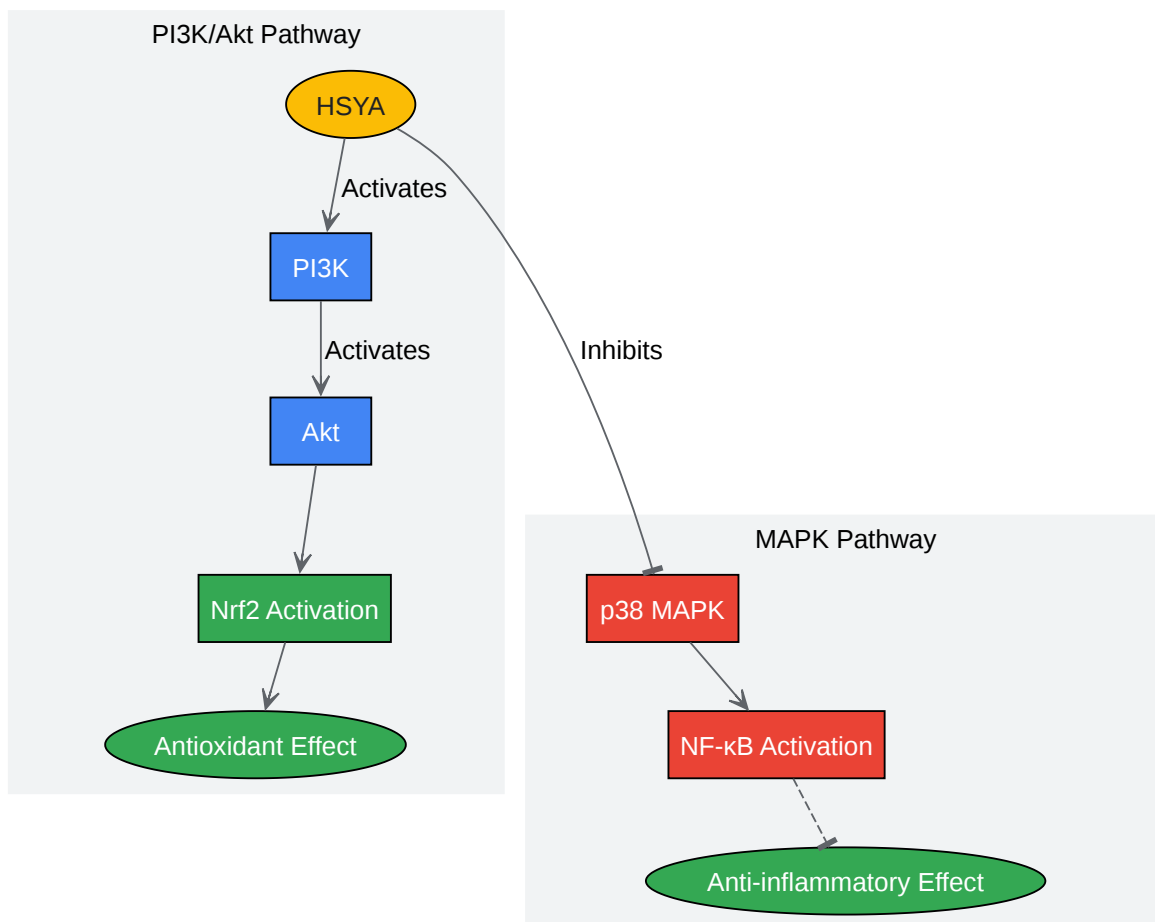 PI3K/Akt Pathway
HSYA
Activates
PI3K
Activates
Inhibits
Akt
MAPK Pathway
Nrf2 Activation
p38 MAPK
Antioxidant Effect
NF-κB Activation
Anti-inflammatory Effect